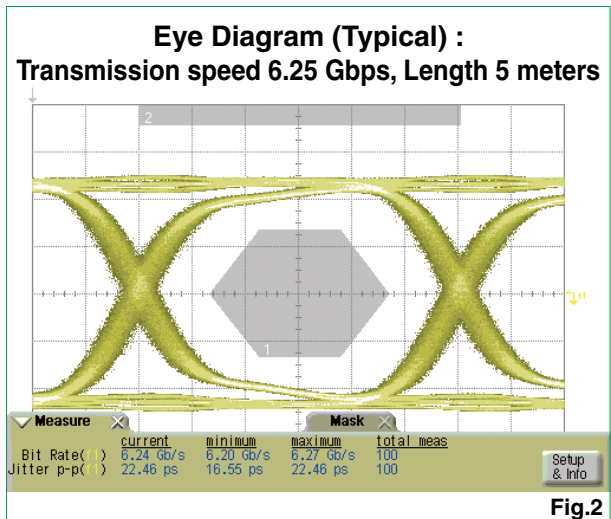 Eye Diagram (Typical) :
Transmission speed 6.25 Gbps, Length 5 meters
2
f1
1
Measure Mask
current minimum maximum total meas
Bit Rate(f1) 6.24 Gb/s 6.20 Gb/s 6.27 Gb/s 100
Jitter p-p(f1) 22.46 ps 16.55 ps 22.46 ps 100
Setup
& Info
Fig.2